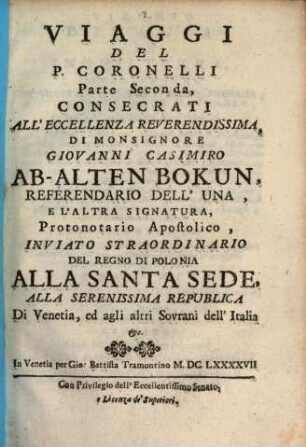 VIAGGI
DEL
P. CORONELLI
Parte Seconda,
CONSECRATI
ALL'ECCELLENZA REVERENDISSIMA,
DI MONSIGNORE
GIOVANNI CASIMIRO
AB-ALTEN BOKUN,
REFERENDARIO DELL'UNA,
E L'ALTRA SIGNATURA,
Protonotario Apostolico,
INVIATO STRAORDINARIO
DEL REGNO DI POLONIA
ALLA SANTA SEDE,
ALLA SERENISSIMA REPUBLICA
Di Venetia, ed agli altri Sovrani dell'Italia
&c.
In Venetia per Gio: Battista Tramontino M. DC. LXXXXVII
Con Privilegio dell'Eccellentissimo Senato,
e Licenza de' Superiori.